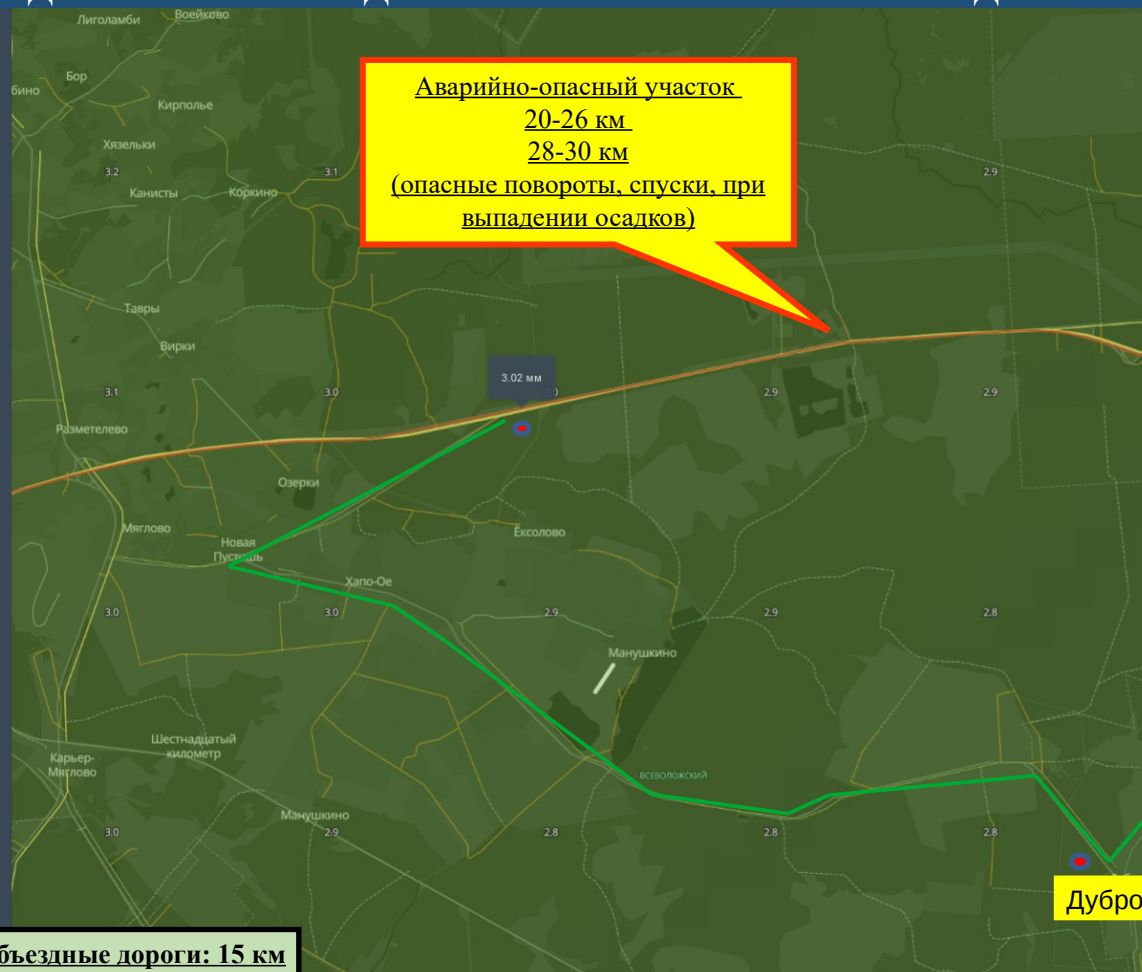 Лиголамби
Воейково
Бор
Кирполье
Хязельки
3.2
3.1
Канисты
Коркино
Аварийно-опасный участок
20-26 км
28-30 км
(опасные повороты, спуски, при
выпадении осадков)
2.9
Тавры
Вирки
3.02 мм
3.1
3.0
2.9
2.9
Разметелево
Озерки
Мяглово
Новая
Пустошь
Ексолово
Хапо-Ое
3.0
3.0
2.9
2.9
2.8
Манушкино
Шестнадцатый
километр
Карьер-
Мяглово
ВСЕВОЛОЖСКИЙ
Манушкино
3.0
2.9
2.8
2.8
2.8
Дубро
бъездные дороги: 15 км